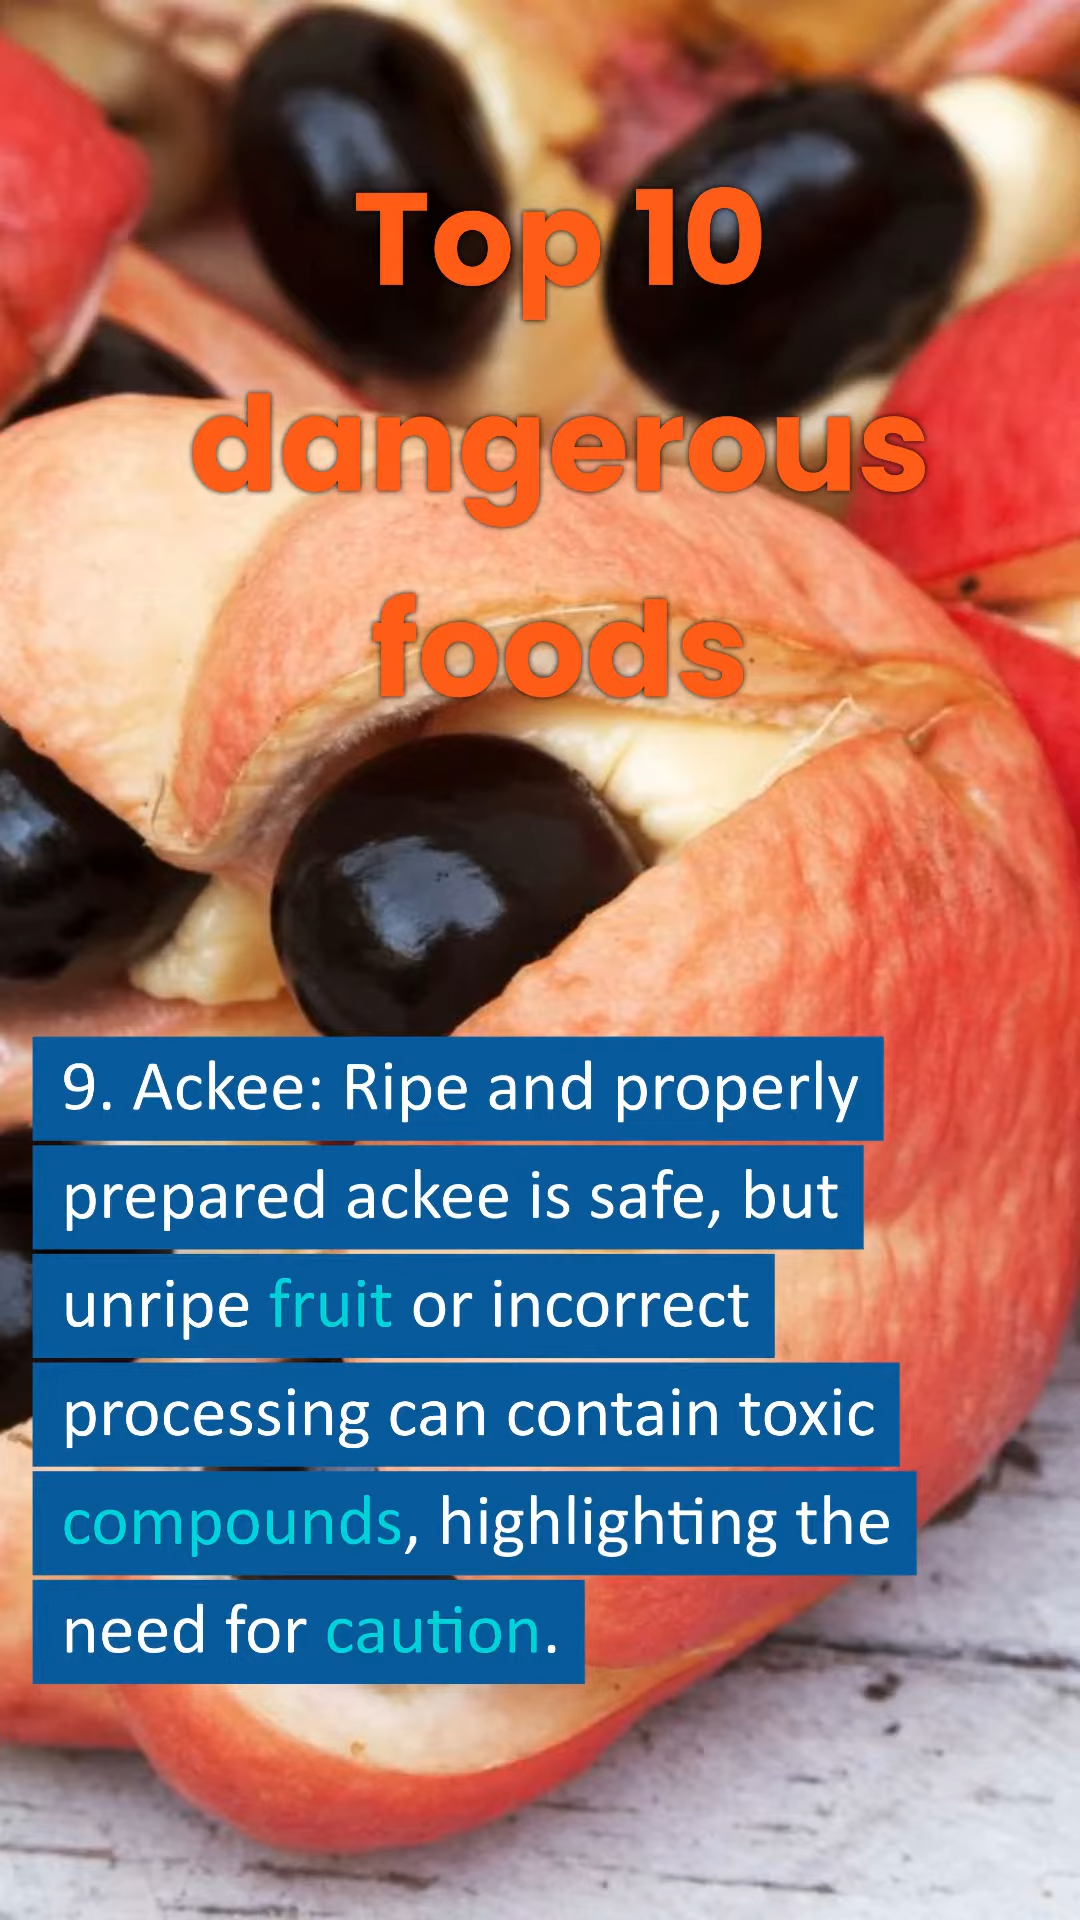 Top 10
dangerous
foods
9. Ackee: Ripe and properly
prepared ackee is safe, but
unripe fruit or incorrect
processing can contain toxic
compounds, highlighting the
need for caution.